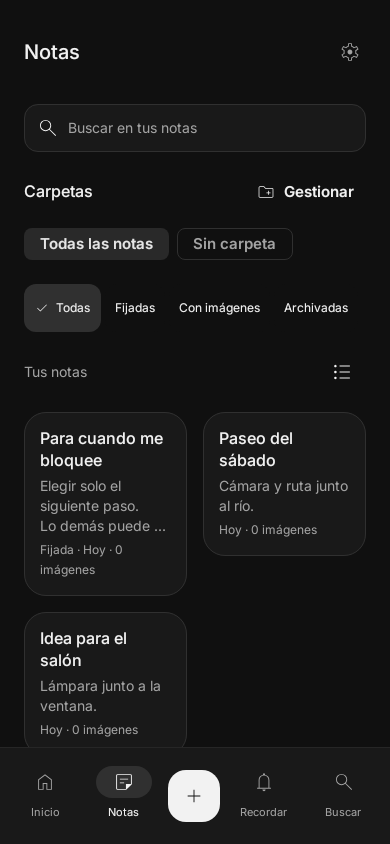 Notas
Buscar en tus notas
Carpetas
Gestionar
Todas las notas
Sin carpeta
Todas
Fijadas
Con imágenes
Archivadas
Tus notas
Para cuando me
bloquee
Elegir solo el
siguiente paso.
Lo demás puede ...
Fijada · Hoy · 0
imágenes
Paseo del
sábado
Cámara y ruta junto
al río.
Hoy · 0 imágenes
Idea para el
salón
Lámpara junto a la
ventana.
Hoy · 0 imágenes
Inicio
Notas
Recordar
Buscar